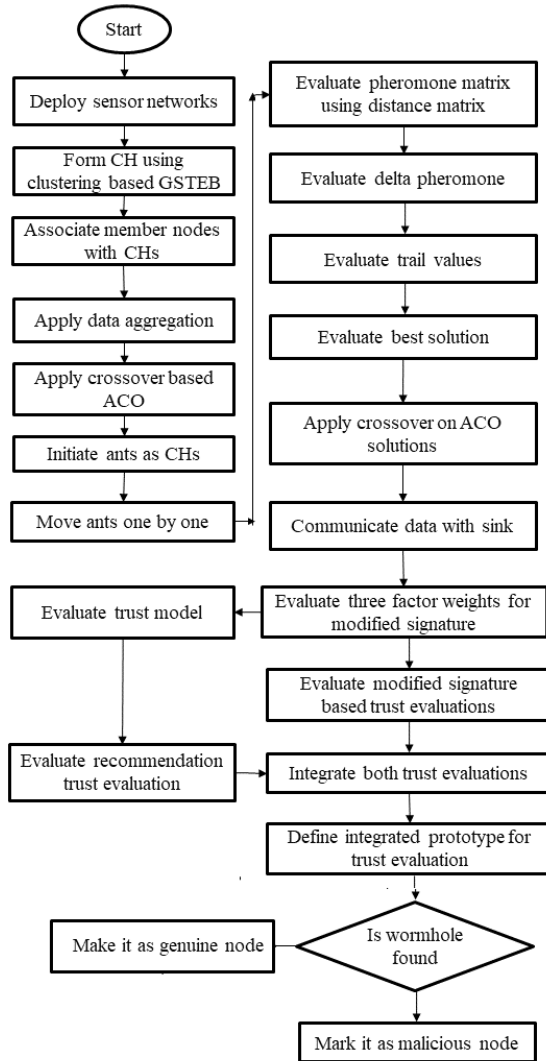 Start
Deploy sensor networks
Form CH using
clustering based GSTEB
Associate member nodes
with CHs
Apply data aggregation
Apply crossover based
ACO
Initiate ants as CHs
Move ants one by one
Evaluate pheromone matrix
using distance matrix
Evaluate delta pheromone
Evaluate trail values
Evaluate best solution
Apply crossover on ACO
solutions
Communicate data with sink
Evaluate three factor weights for
modified signature
Evaluate trust model
Evaluate modified signature
based trust evaluations
Evaluate recommendation
trust evaluation
Integrate both trust evaluations
Define integrated prototype for
trust evaluation
Is wormhole
found
Make it as genuine node
Mark it as malicious node